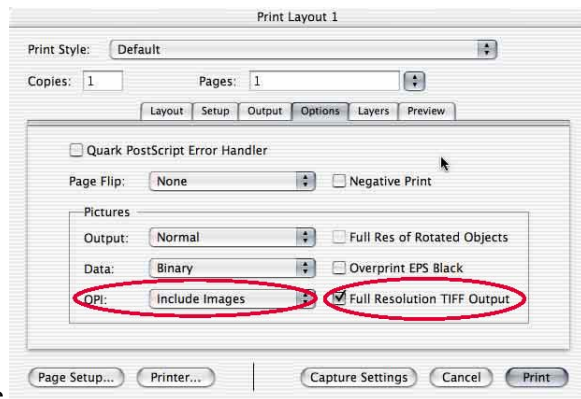 Print Layout 1
Print Style: Default
Copies: 1 Pages: 1
Layout Setup Output Options Layers Preview
Quark PostScript Error Handler
Page Flip: None Negative Print
Pictures
Output: Normal Full Res of Rotated Objects
Data: Binary Overprint EPS Black
OPI: Include Images Full Resolution TIFF Output
Page Setup... Printer... Capture Settings Cancel Print